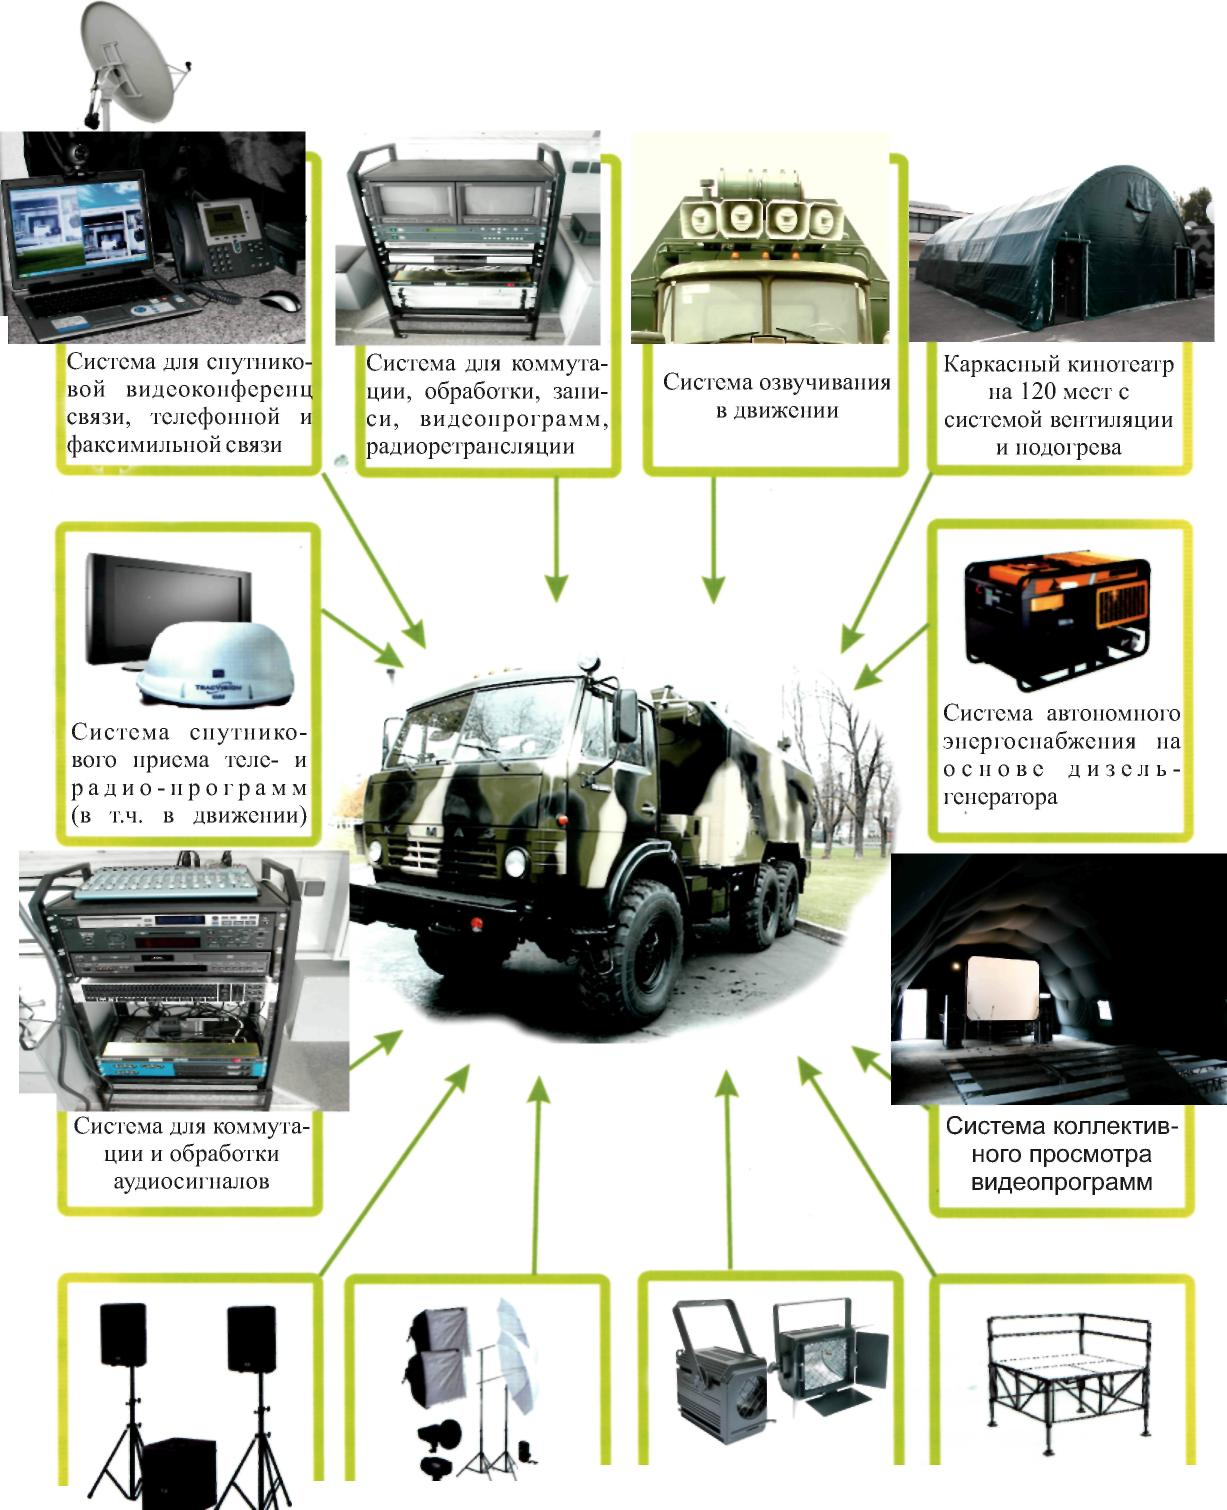 Система для спутнико-
вой видеоконференц
связи, телефонной и
факсимильной связи
Система для коммута-
ции, обработки, запи-
си, видеопрограмм,
радиоретрансляции
Система озвучивания
в движении
Каркасный кинотеатр
на 120 мест с
системой вентиляции
и подогрева
TRACVISION
Система спутнико-
вого приема теле- и
радио-программ
(в т.ч. в движении)
Система автономного
энергоснабжения на
основе дизель-
генератора
КАМАЗ
Система для коммута-
ции и обработки
аудиосигналов
Система коллектив-
ного просмотра
видеопрограмм